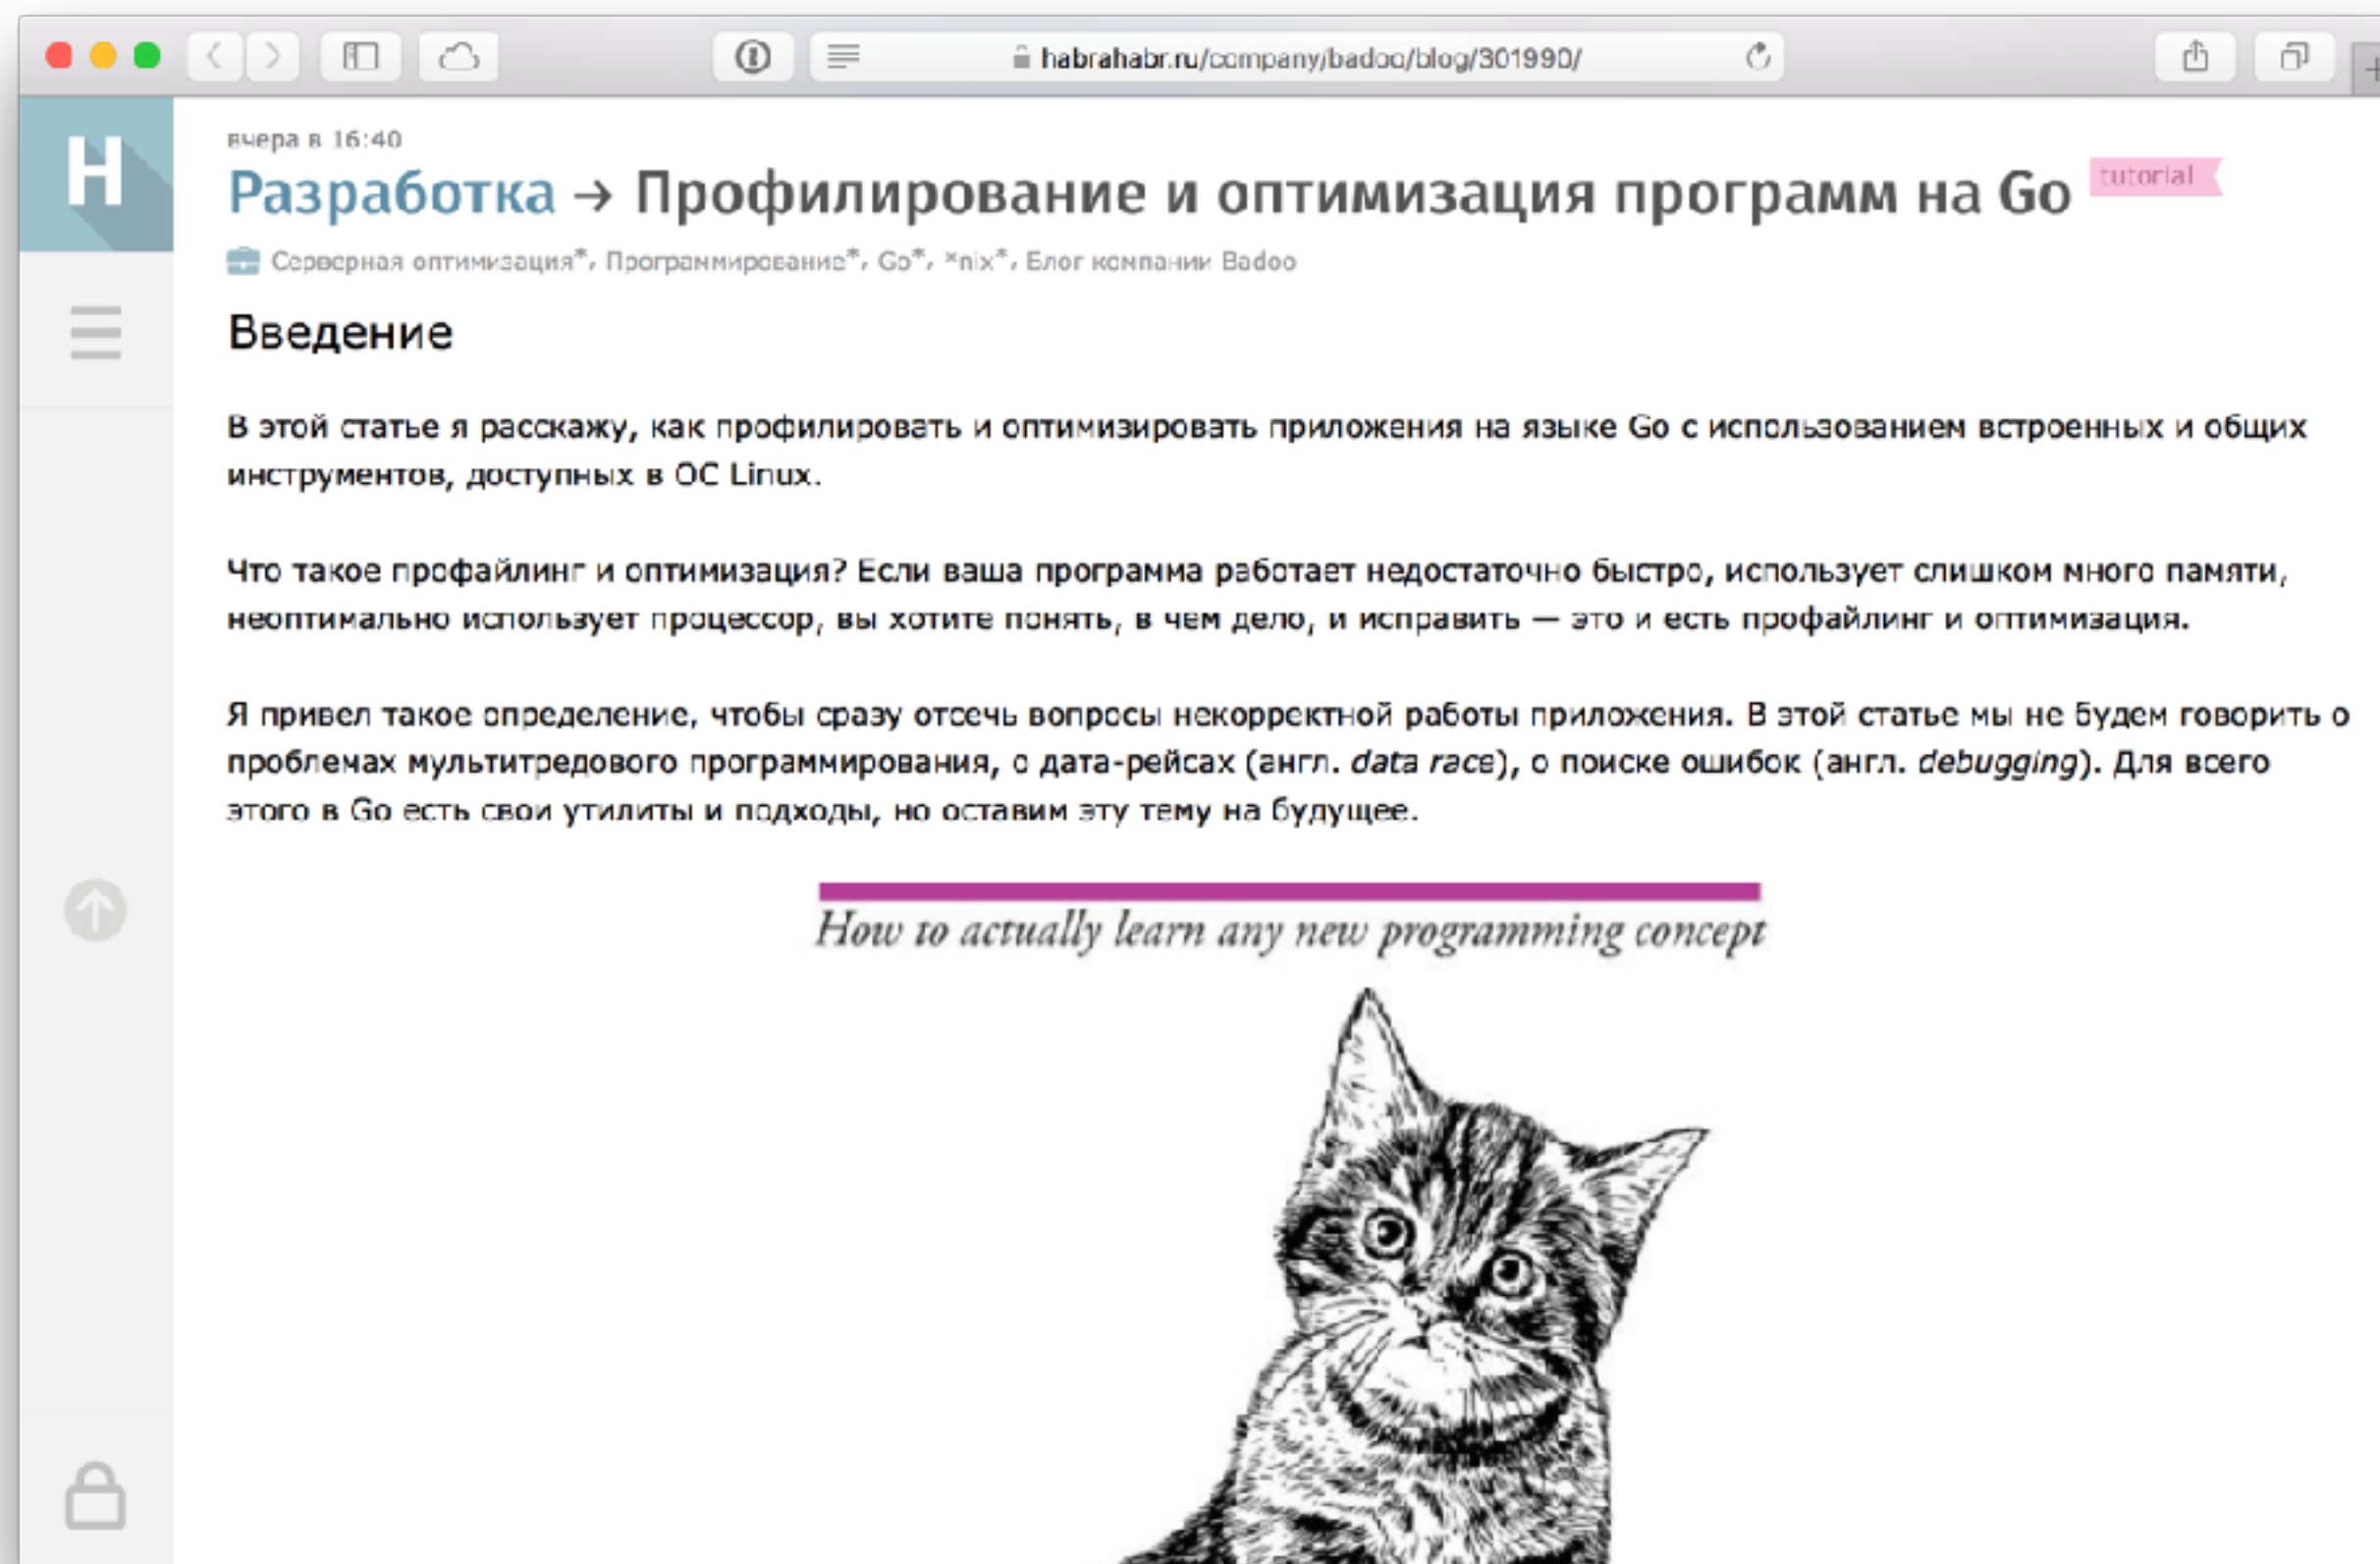 habrahabr.ru/company/badoo/blog/301990/
H
вчера в 16:40
Разработка → Профилирование и оптимизация программ на Go tutorial
Серверная оптимизация*, Программирование*, Go*, *nix*, Блог компании Badoo
Введение
В этой статье я расскажу, как профилировать и оптимизировать приложения на языке Go с использованием встроенных и общих
инструментов, доступных в ОС Linux.
Что такое профайлинг и оптимизация? Если ваша программа работает недостаточно быстро, использует слишком много памяти,
неоптимально использует процессор, вы хотите понять, в чем дело, и исправить — это и есть профайлинг и оптимизация.
Я привел такое определение, чтобы сразу отсечь вопросы некорректной работы приложения. В этой статье мы не будем говорить о
проблемах мультитредового программирования, о дата-рейсах (англ. data race), о поиске ошибок (англ. debugging). Для всего
этого в Go есть свои утилиты и подходы, но оставим эту тему на будущее.
How to actually learn any new programming concept